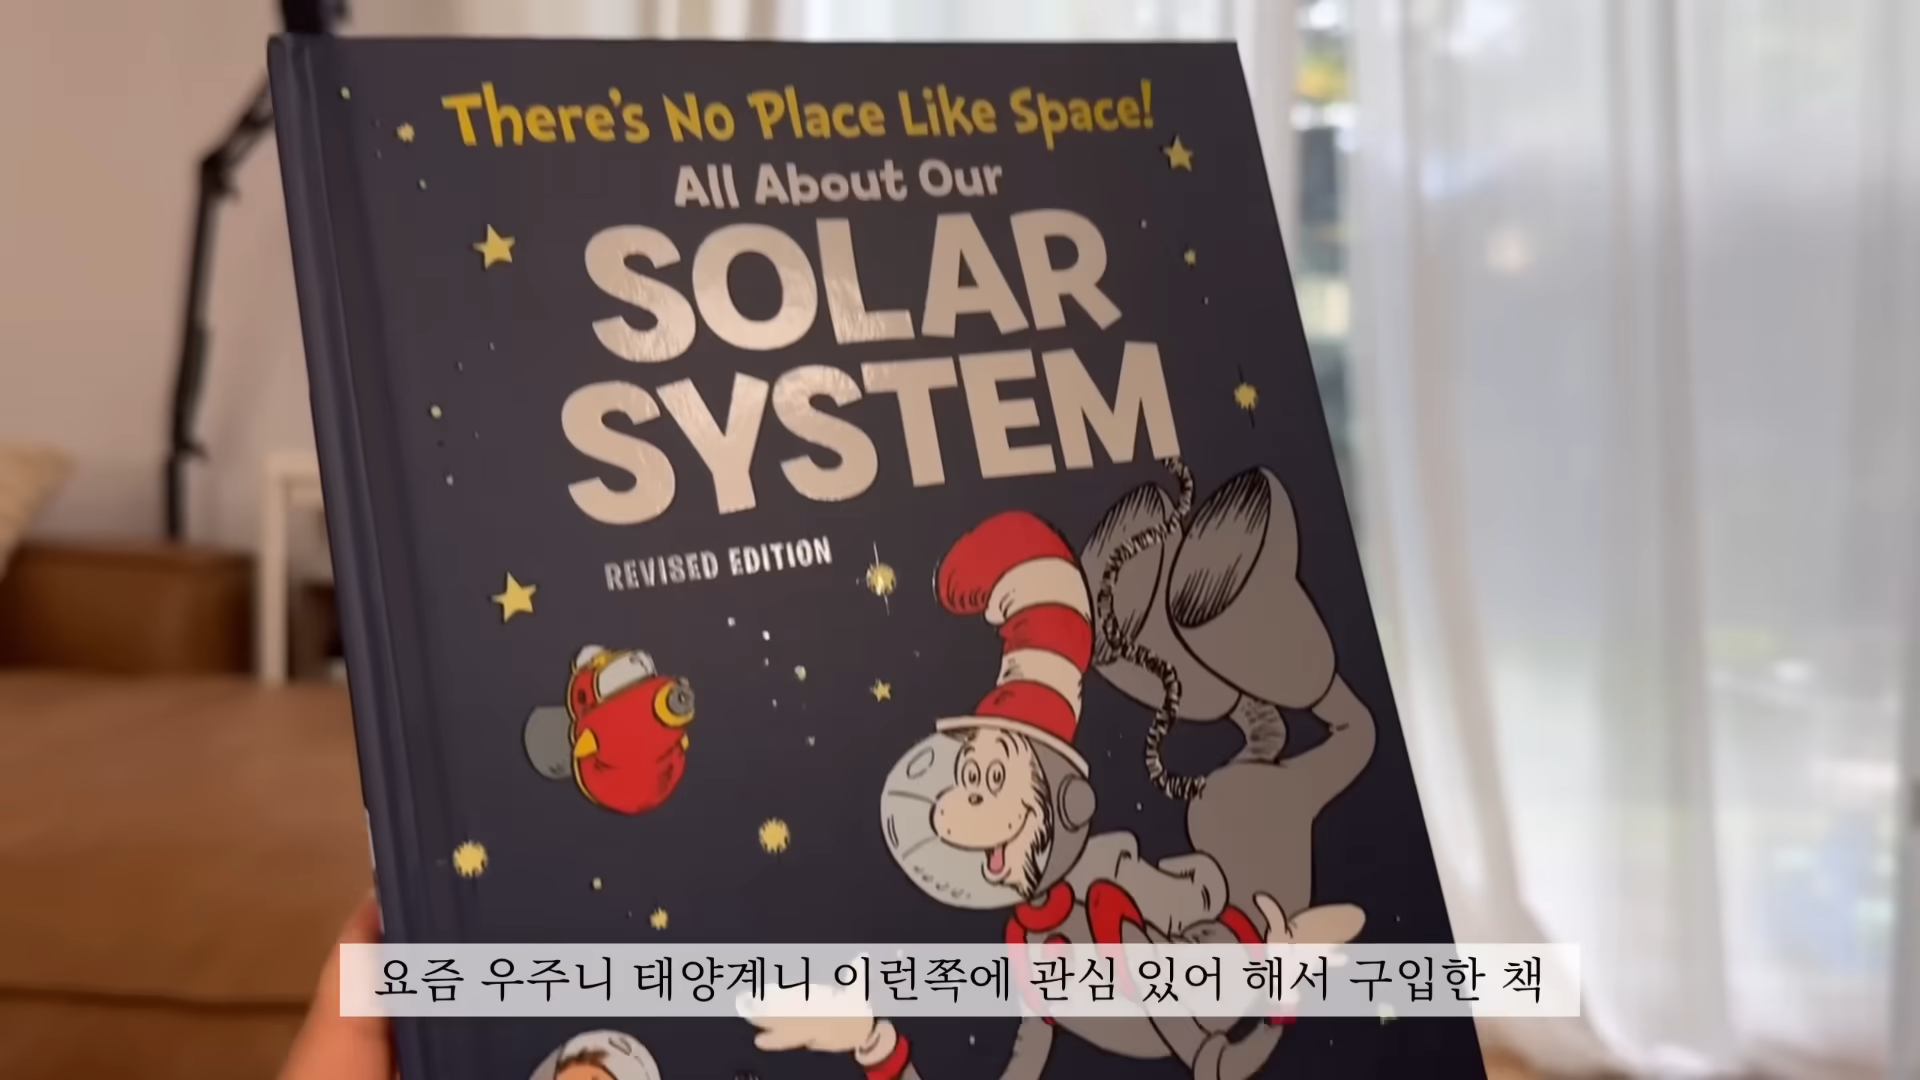 There's No Place Like Space!
All About Our
SOLAR
SYSTEM
REVISED EDITION
요즘 우주니 태양계니 이런쪽에 관심 있어 해서 구입한 책